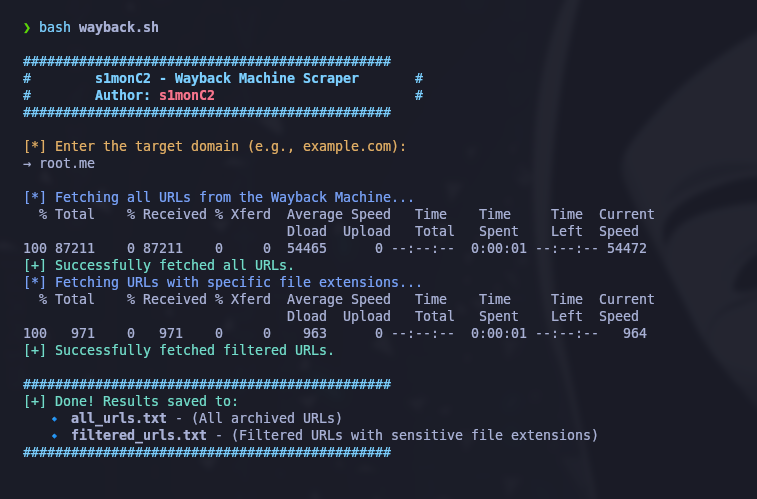 ❯ bash wayback.sh
##############################################
#        s1monC2 - Wayback Machine Scraper       #
#        Author: s1monC2                         #
##############################################
[*] Enter the target domain (e.g., example.com):
→ root.me
[*] Fetching all URLs from the Wayback Machine...
  % Total    % Received % Xferd  Average Speed   Time    Time     Time  Current
                                 Dload  Upload   Total   Spent    Left  Speed
100 87211    0 87211    0     0  54465      0 --:--:--  0:00:01 --:--:-- 54472
[+] Successfully fetched all URLs.
[*] Fetching URLs with specific file extensions...
  % Total    % Received % Xferd  Average Speed   Time    Time     Time  Current
                                 Dload  Upload   Total   Spent    Left  Speed
100   971    0   971    0     0    963      0 --:--:--  0:00:01 --:--:--   964
[+] Successfully fetched filtered URLs.
##############################################
[+] Done! Results saved to:
🔹 all_urls.txt - (All archived URLs)
🔹 filtered_urls.txt - (Filtered URLs with sensitive file extensions)
##############################################